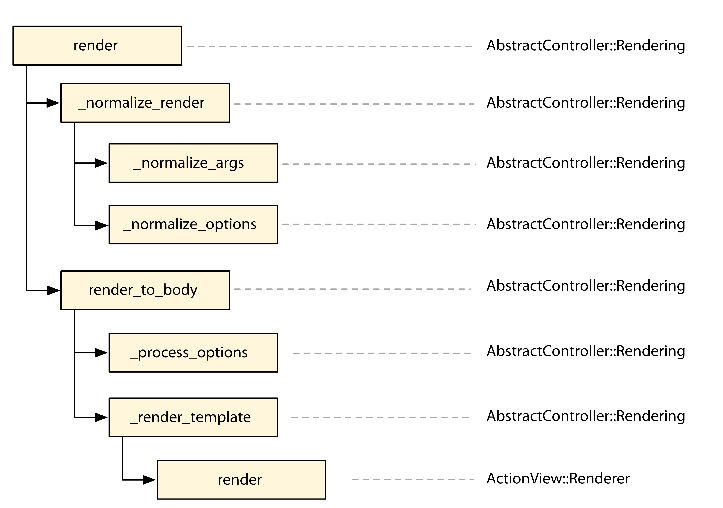 render AbstractController::Rendering
_normalize_render AbstractController::Rendering
_normalize_args AbstractController::Rendering
_normalize_options AbstractController::Rendering
render_to_body AbstractController::Rendering
_process_options AbstractController::Rendering
_render_template AbstractController::Rendering
render ActionView::Renderer